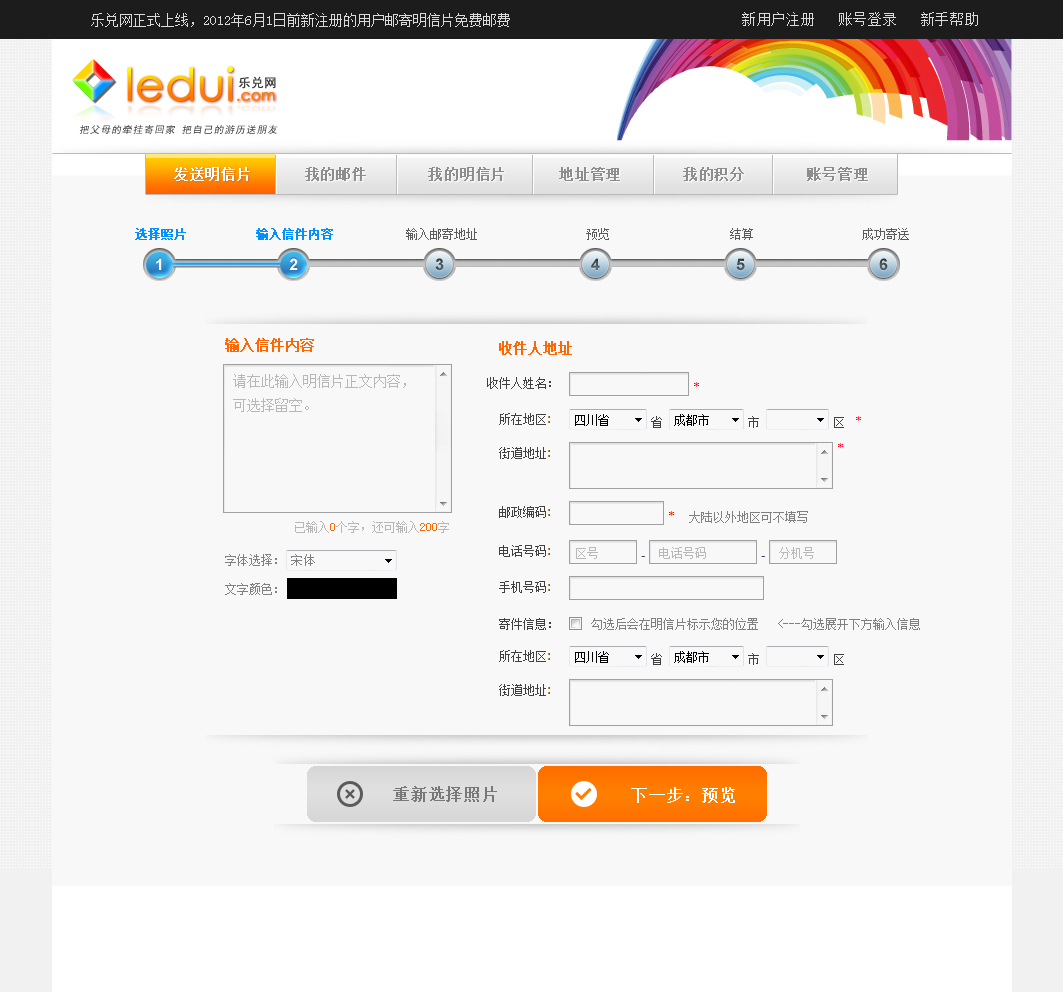 乐兑网正式上线，2012年6月1日前新注册的用户邮寄明信片免费邮费 新用户注册 账号登录 新手帮助
ledui.com 乐兑网
把父母的牵挂寄回家 把自己的游历送朋友
发送明信片 我的邮件 我的明信片 地址管理 我的积分 账号管理
选择照片 输入信件内容 输入邮寄地址 预览 结算 成功寄送
1 2 3 4 5 6
输入信件内容
请在此输入明信片正文内容，
可选择留空。
已输入0个字，还可输入200字
字体选择： 宋体
文字颜色：
收件人地址
收件人姓名： *
所在地区： 四川省 省 成都市 市 区 *
街道地址： *
邮政编码： * 大陆以外地区可不填写
电话号码： 区号 - 电话号码 - 分机号
手机号码：
寄件信息： 勾选后会在明信片标示您的位置 <---勾选展开下方输入信息
所在地区： 四川省 省 成都市 市 区
街道地址：
重新选择照片 下一步：预览